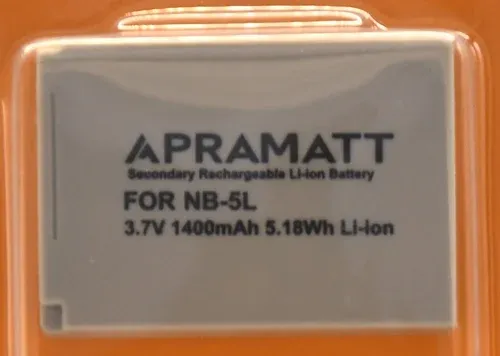 APRAMATT
Secondary Rechargeable Li-ion Battery
FOR NB-5L
3.7V 1400mAh 5.18Wh Li-ion